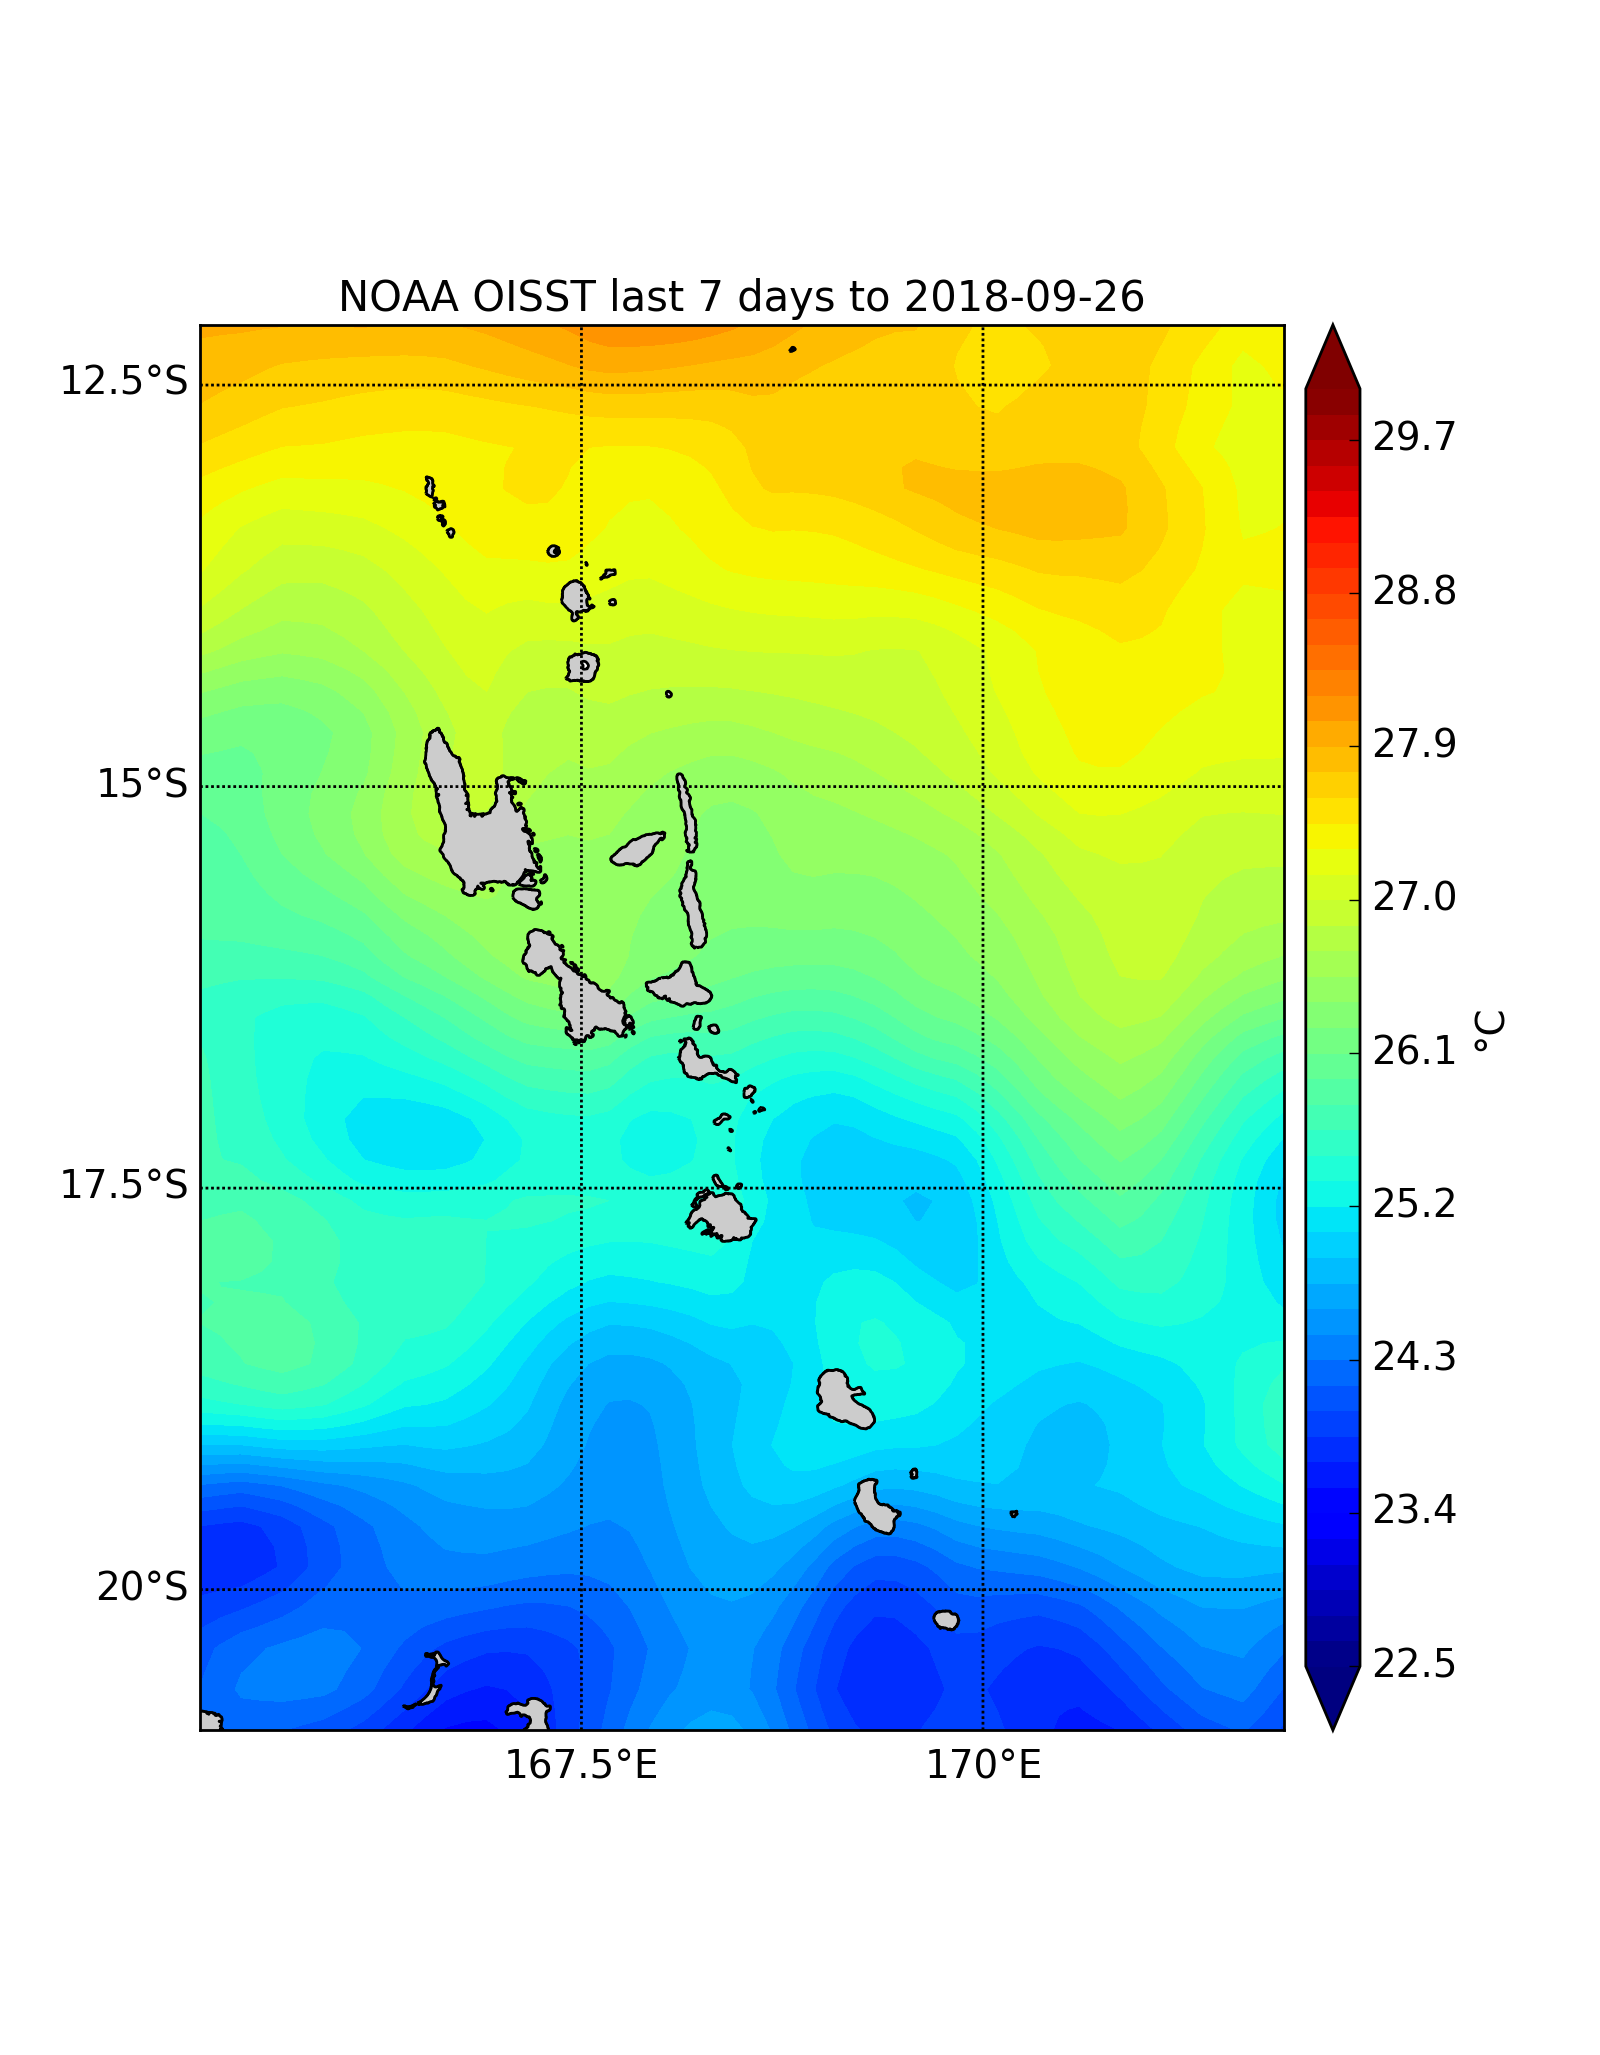 NOAA OISST last 7 days to 2018-09-26
12.5°S
15°S
17.5°S
20°S
167.5°E
170°E
29.7
28.8
27.9
27.0
26.1
25.2
24.3
23.4
22.5
°C